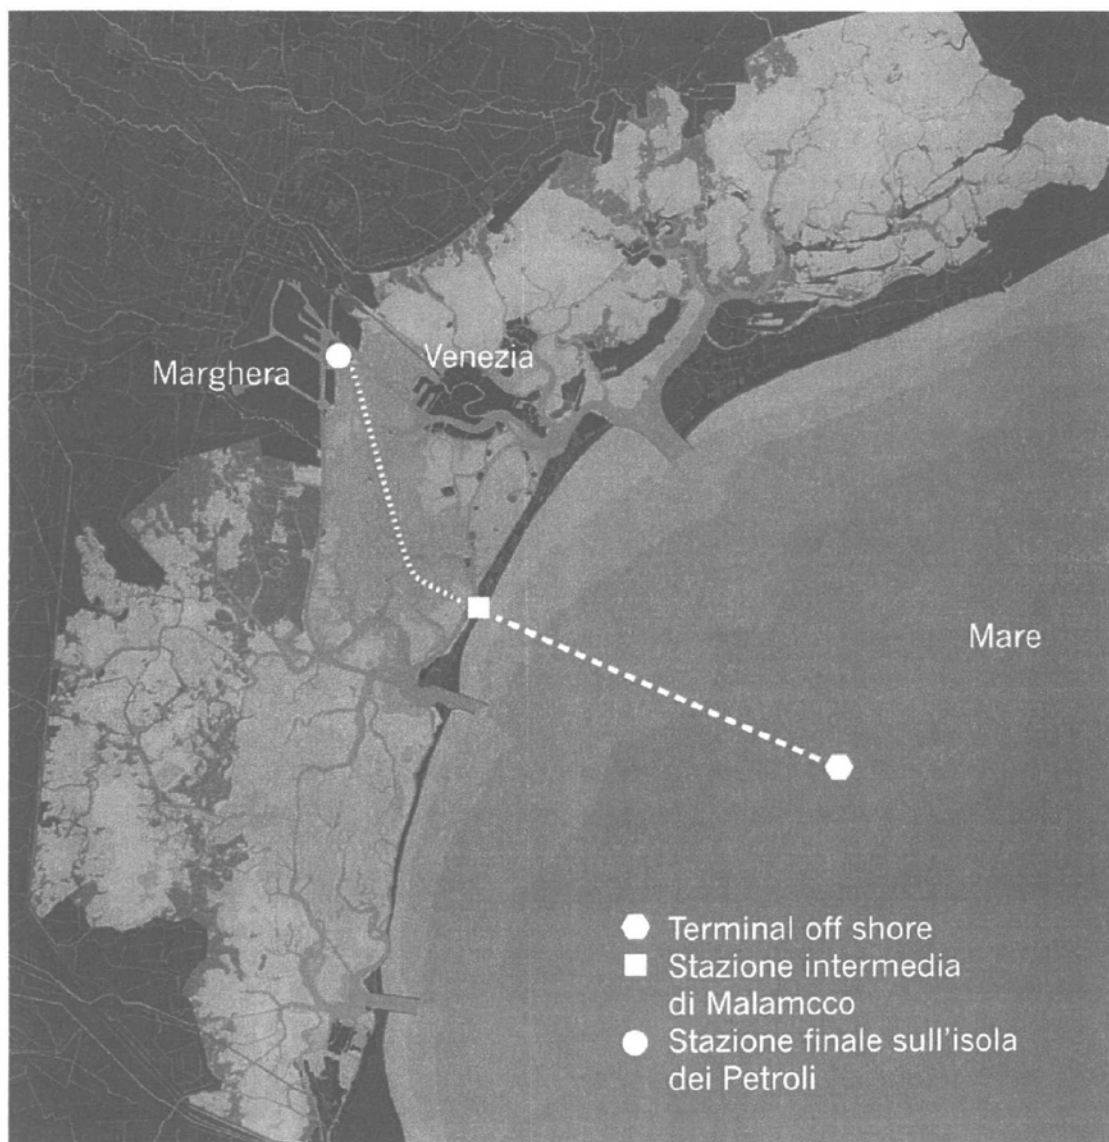 Venezia
Marghera
Mare
Terminal off shore
Stazione intermedia
di Malamcco
Stazione finale sull'isola
dei Petroli